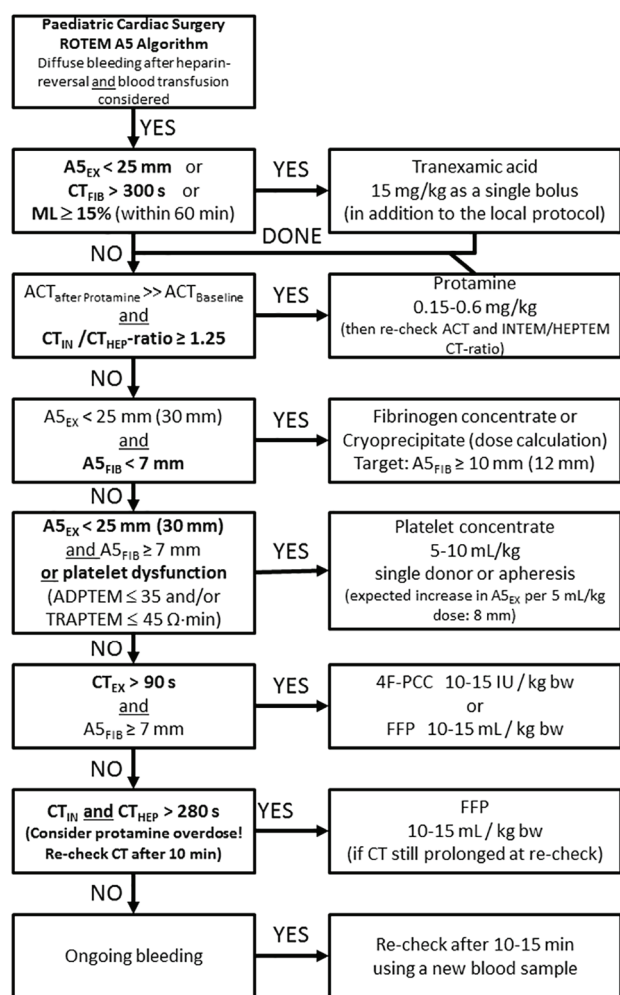 Paediatric Cardiac Surgery
ROTEM A5 Algorithm
Diffuse bleeding after heparin-
reversal and blood transfusion
considered
YES
A5EX < 25 mm or
CTFIB > 300 s or
ML ≥ 15% (within 60 min)
YES
Tranexamic acid
15 mg/kg as a single bolus
(in addition to the local protocol)
NO
DONE
ACTafter Protamine >> ACTBaseline
and
CTIN /CTHEP-ratio ≥ 1.25
YES
Protamine
0.15-0.6 mg/kg
(then re-check ACT and INTEM/HEPTEM
CT-ratio)
NO
A5EX < 25 mm (30 mm)
and
A5FIB < 7 mm
YES
Fibrinogen concentrate or
Cryoprecipitate (dose calculation)
Target: A5FIB ≥ 10 mm (12 mm)
NO
A5EX < 25 mm (30 mm)
and A5FIB ≥ 7 mm
or platelet dysfunction
(ADPTEM ≤ 35 and/or
TRAPTEM ≤ 45 Ω·min)
YES
Platelet concentrate
5-10 mL/kg
single donor or apheresis
(expected increase in A5EX per 5 mL/kg
dose: 8 mm)
NO
CTEX > 90 s
and
A5FIB ≥ 7 mm
YES
4F-PCC 10-15 IU / kg bw
or
FFP 10-15 mL / kg bw
NO
CTIN and CTHEP > 280 s
(Consider protamine overdose!
Re-check CT after 10 min)
YES
FFP
10-15 mL / kg bw
(if CT still prolonged at re-check)
NO
Ongoing bleeding
YES
Re-check after 10-15 min
using a new blood sample